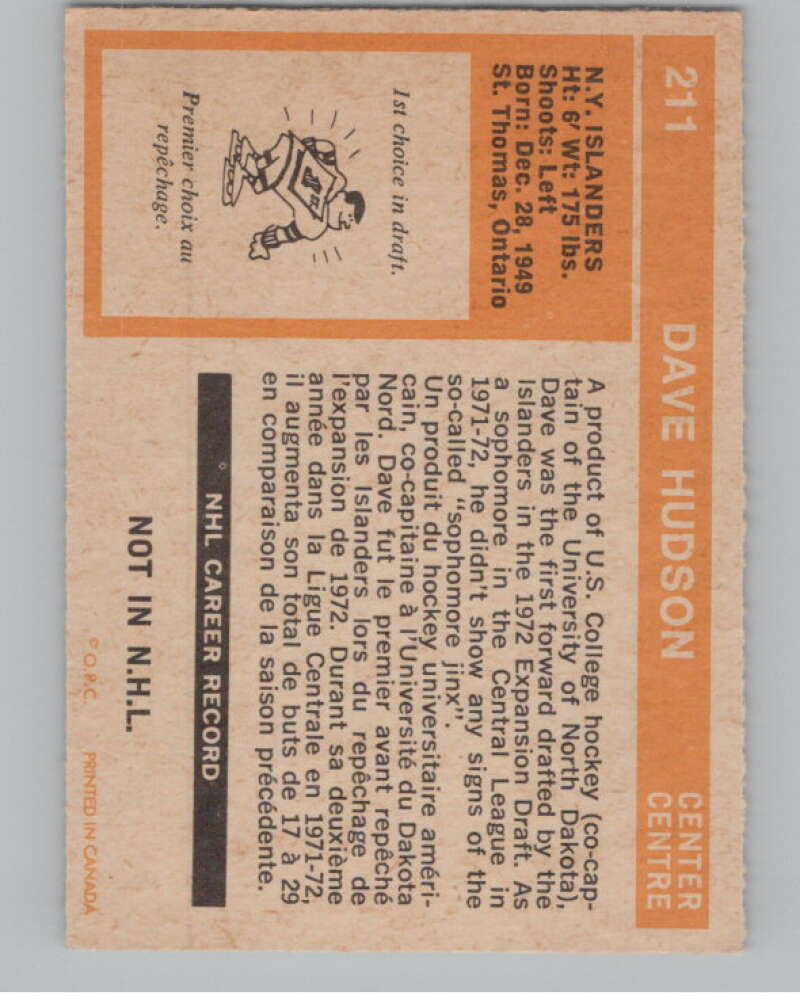 211 DAVE HUDSON CENTER
CENTRE
N.Y. ISLANDERS
Ht: 6' Wt: 175 lbs.
Shoots: Left
Born: Dec. 28, 1949
St. Thomas, Ontario
1st choice in draft.
Premier choix au
repêchage.
A product of U.S. College hockey (co-cap-
tain of the University of North Dakota),
Dave was the first forward drafted by the
Islanders in the 1972 Expansion Draft. As
a sophomore in the Central League in
1971-72, he didn't show any signs of the
so-called "sophomore jinx".
Un produit du hockey universitaire améri-
cain, co-capitaine à l'Université du Dakota
Nord. Dave fut le premier avant repêché
par les Islanders lors du repêchage de
l'expansion de 1972. Durant sa deuxième
année dans la Ligue Centrale en 1971-72,
il augmenta son total de buts de 17 à 29
en comparaison de la saison précédente.
NHL CAREER RECORD
NOT IN N.H.L.
© O.P.C. PRINTED IN CANADA